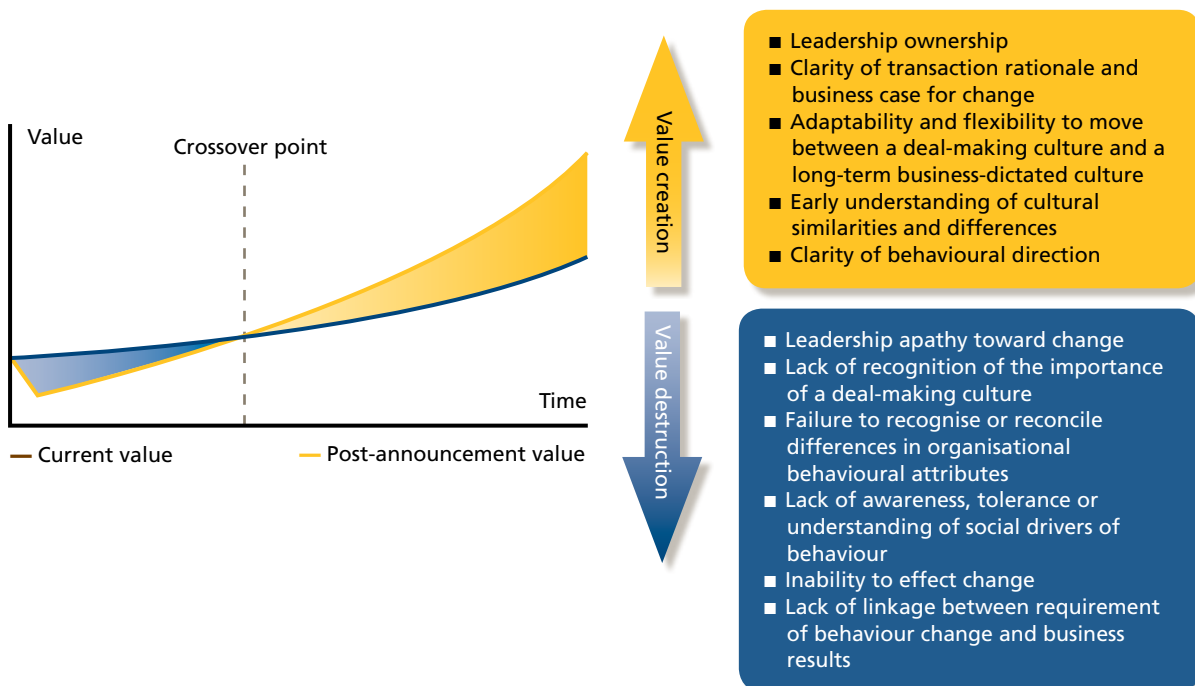 Value
Crossover point
Time
Current value
Post-announcement value
Value creation
Value destruction
■ Leadership ownership
■ Clarity of transaction rationale and
business case for change
■ Adaptability and flexibility to move
between a deal-making culture and a
long-term business-dictated culture
■ Early understanding of cultural
similarities and differences
■ Clarity of behavioural direction
■ Leadership apathy toward change
■ Lack of recognition of the importance
of a deal-making culture
■ Failure to recognise or reconcile
differences in organisational
behavioural attributes
■ Lack of awareness, tolerance or
understanding of social drivers of
behaviour
■ Inability to effect change
■ Lack of linkage between requirement
of behaviour change and business
results